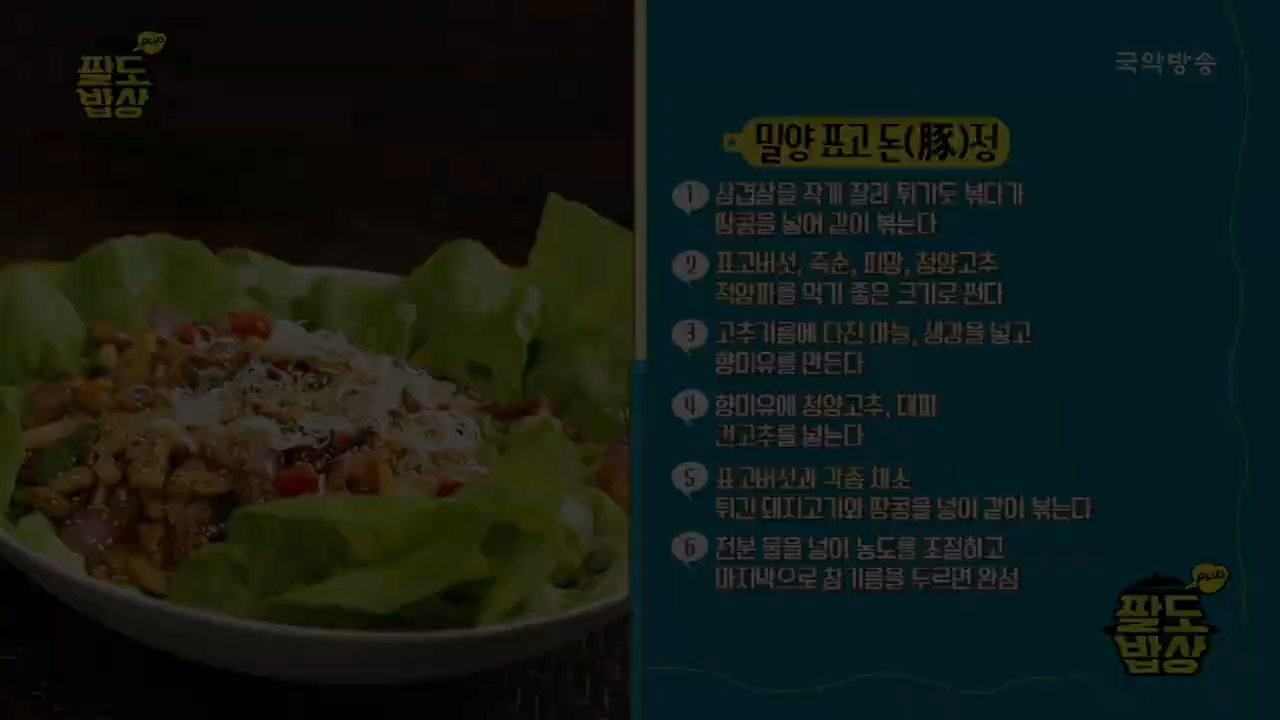 plus
팔도
밥상
국악방송
밀양 표고 돈(豚)정
1 삼겹살을 작게 잘라 튀기듯 볶다가
땅콩을 넣어 같이 볶는다
2 표고버섯, 죽순, 피망, 청양고추
적양파를 먹기 좋은 크기로 썬다
3 고추기름에 다진 마늘, 생강을 넣고
향미유를 만든다
4 향미유에 청양고추, 대파
건고추를 넣는다
5 표고버섯과 각종 채소
튀긴 돼지고기와 땅콩을 넣어 같이 볶는다
6 전분 물을 넣어 농도를 조절하고
마지막으로 참기름을 두르면 완성
plus
팔도
밥상